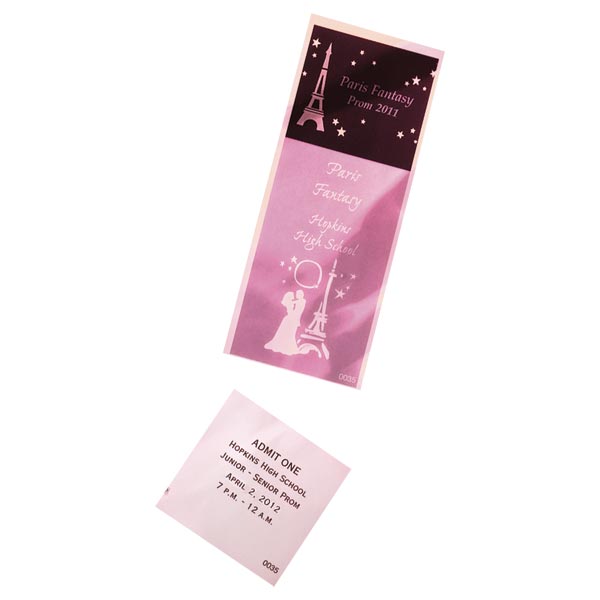 Paris Fantasy
Prom 2011
Paris
Fantasy
Hopkins
High School
0035
ADMIT ONE
HOPKINS HIGH SCHOOL
JUNIOR - SENIOR PROM
APRIL 2, 2012
7 P.M. - 12 A.M.
0035